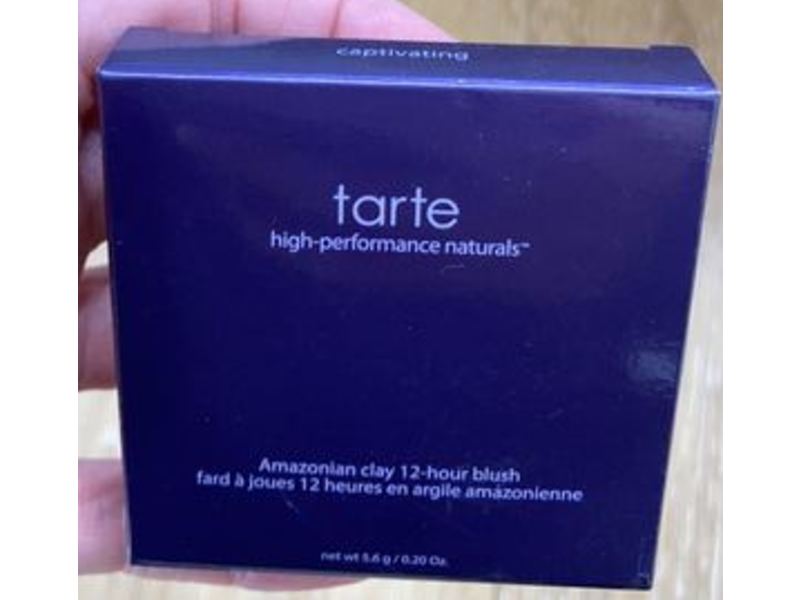 captivating
tarte
high-performance naturals™
Amazonian clay 12-hour blush
fard à joues 12 heures en argile amazonienne
net wt 5.6 g / 0.20 Oz.